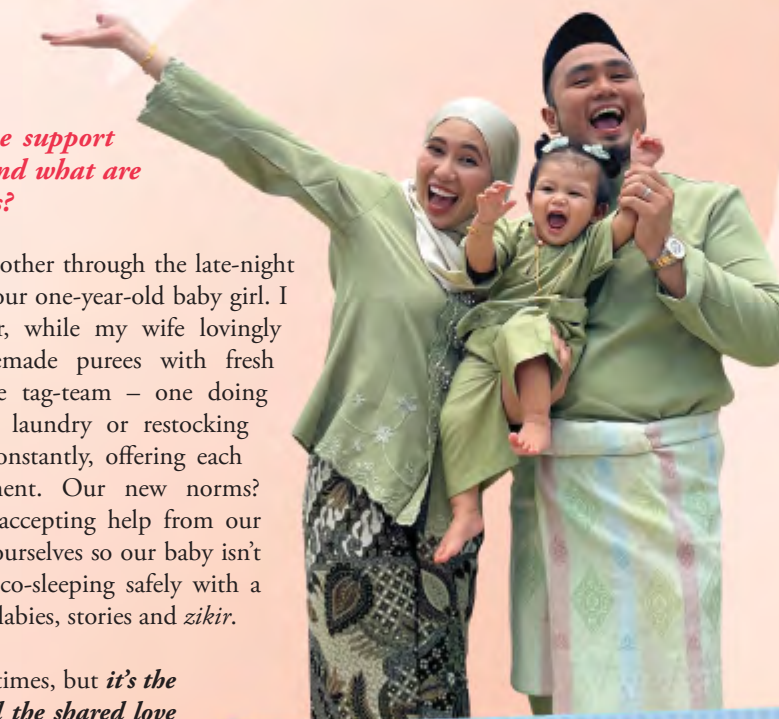 e support
nd what are
s?
other through the late-night
our one-year-old baby girl. I
r, while my wife lovingly
emade purees with fresh
e tag-team – one doing
laundry or restocking
onstantly, offering each
ment. Our new norms?
accepting help from our
ourselves so our baby isn't
co-sleeping safely with a
labies, stories and zikir.
times, but it's the
d the shared love